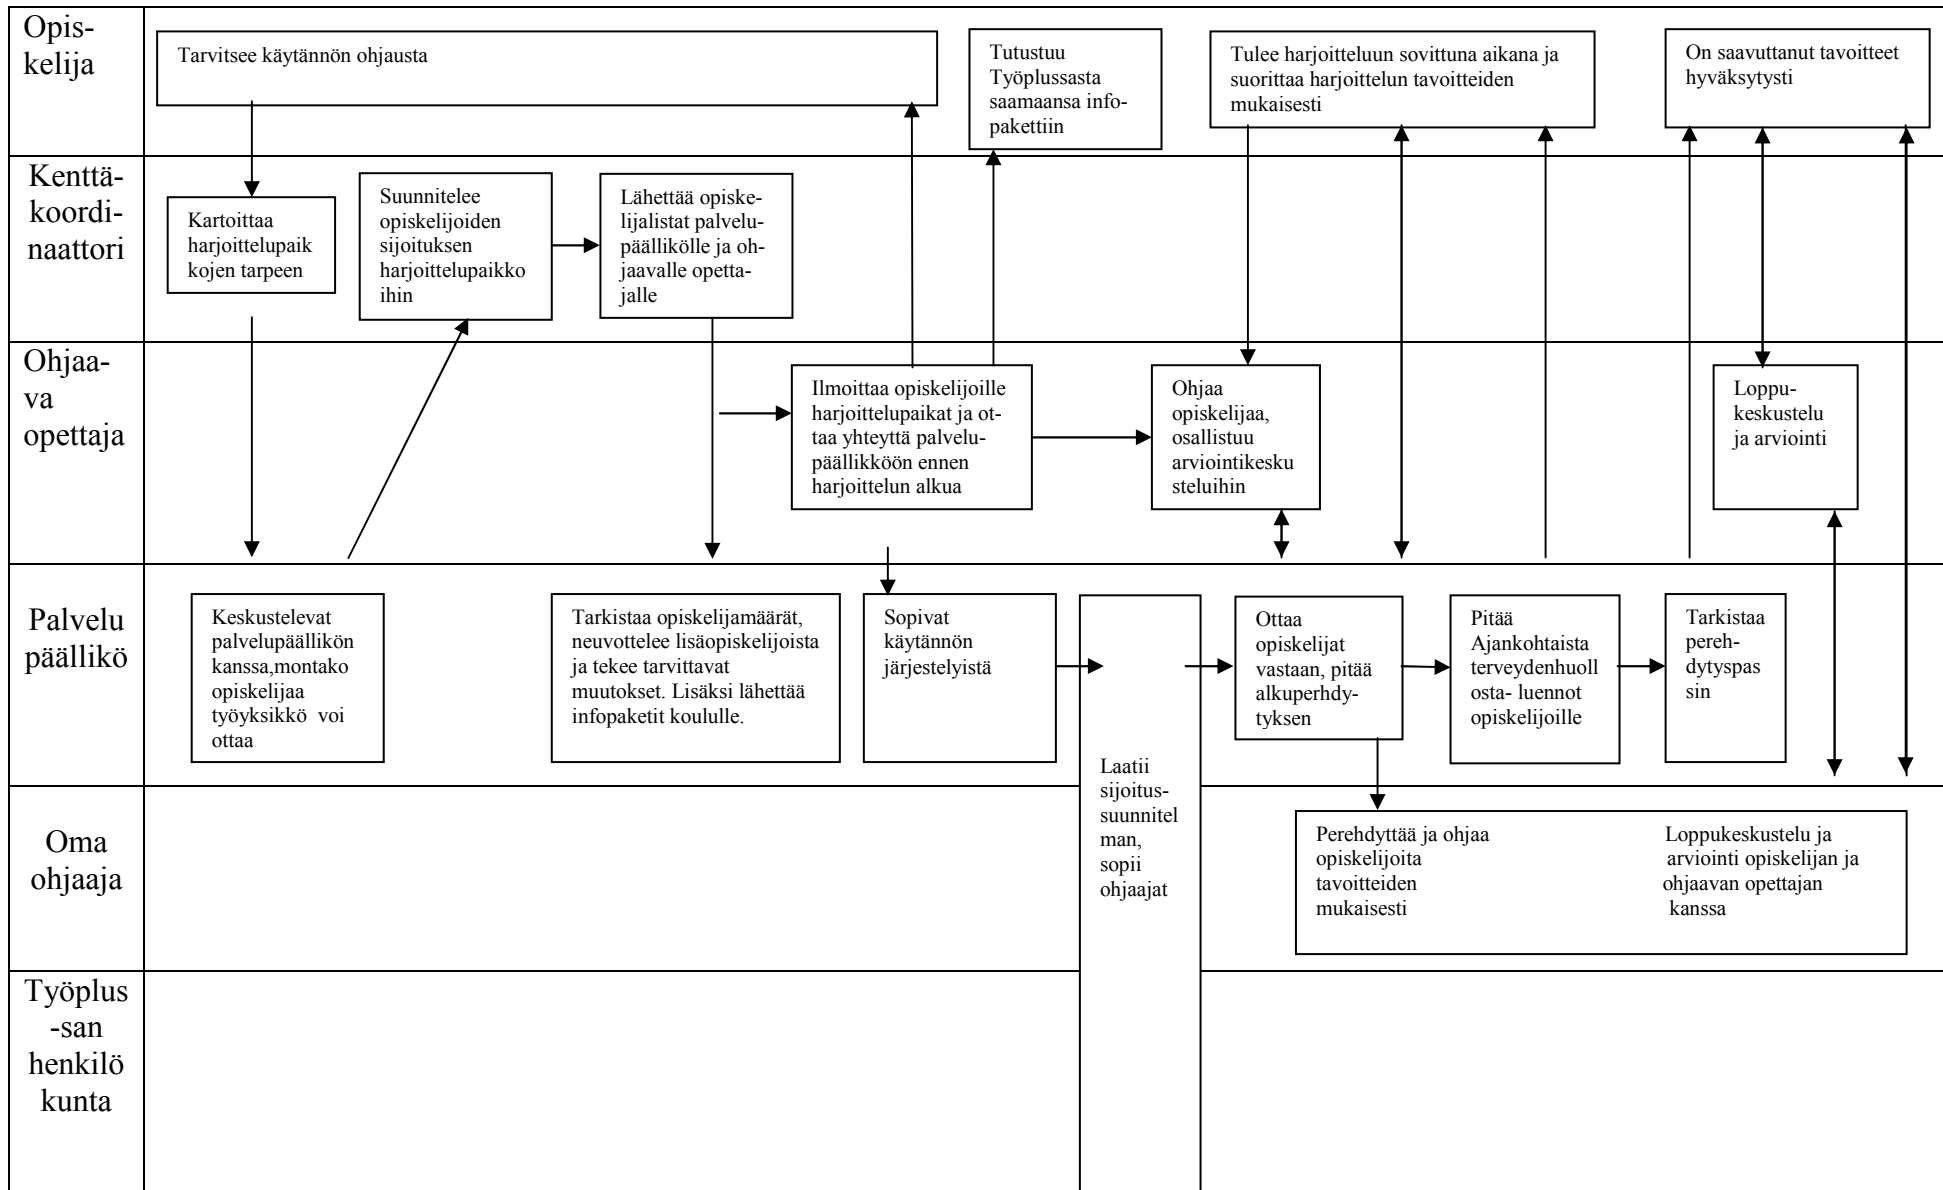 Opis-
kelija
Tarvitsee käytännön ohjausta
Tutustuu
Työplussasta
saamaansa info-
pakettiin
Tulee harjoitteluun sovittuna aikana ja
suorittaa harjoittelun tavoitteiden
mukaisesti
On saavuttanut tavoitteet
hyväksytysti
Kenttä-
koordi-
naattori
Kartoittaa
harjoittelupaik
kojen tarpeen
Suunnitelee
opiskelijoiden
sijoituksen
harjoittelupaikko
ihin
Lähettää opiske-
lijalistat palvelu-
päällikölle ja oh-
jaavalle opetta-
jalle
Ohjaa-
va
opettaja
Ilmoittaa opiskelijoille
harjoittelupaikat ja ot-
taa yhteyttä palvelu-
päällikköön ennen
harjoittelun alkua
Ohjaa
opiskelijaa,
osallistuu
arviointikesku
steluihin
Loppu-
keskustelu
ja arviointi
Palvelu
päällikö
Keskustelevat
palvelupäällikön
kanssa,montako
opiskelijaa
työyksikkö  voi
ottaa
Tarkistaa opiskelijamäärät,
neuvottelee lisäopiskelijoista
ja tekee tarvittavat
muutokset. Lisäksi lähettää
infopaketit koululle.
Sopivat
käytännön
järjestelyistä
Laatii
sijoitus-
suunnitel
man,
sopii
ohjaajat
Ottaa
opiskelijat
vastaan, pitää
alkuperhdy-
tyksen
Pitää
Ajankohtaista
terveydenhuoll
osta- luennot
opiskelijoille
Tarkistaa
pereh-
dytyspas
sin
Oma
ohjaaja
Perehdyttää ja ohjaa
opiskelijoita
tavoitteiden
mukaisesti
Loppukeskustelu ja
arviointi opiskelijan ja
ohjaavan opettajan
kanssa
Työplus
-san
henkilö
kunta